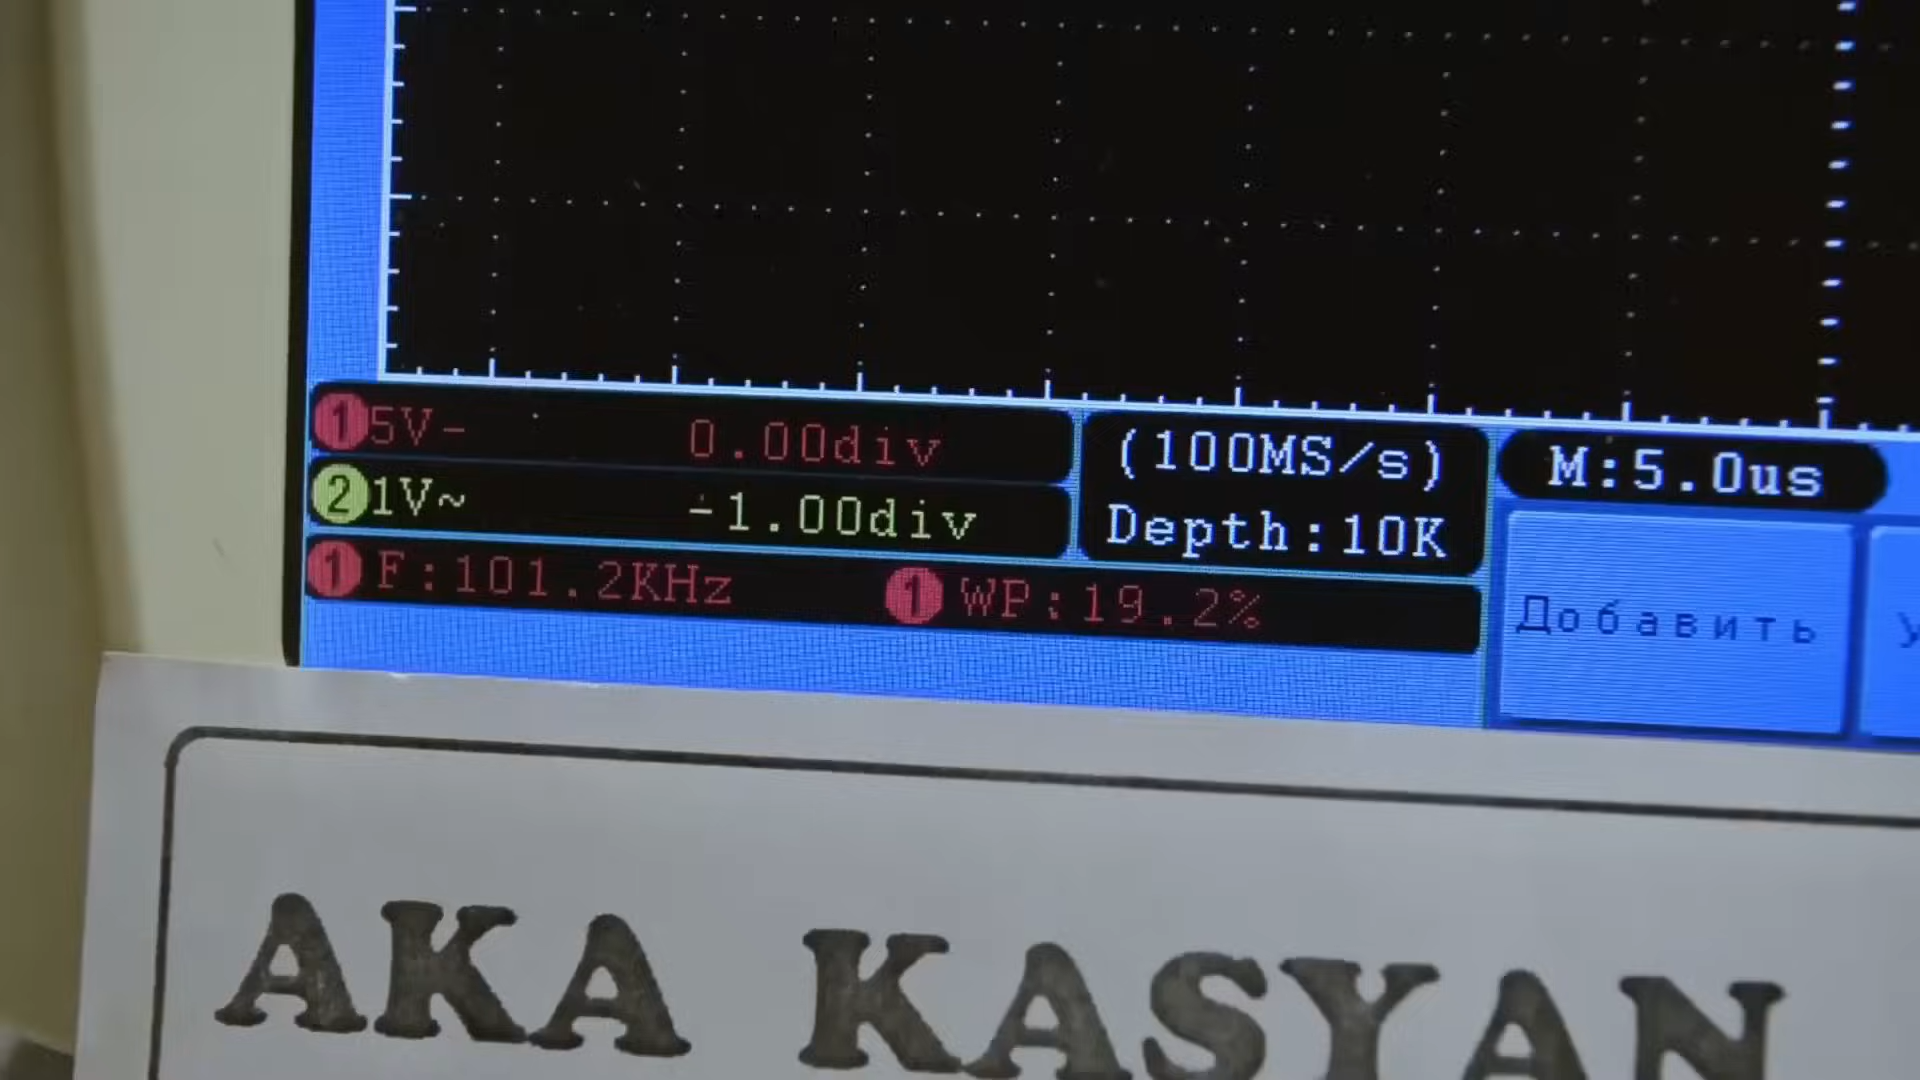 1 5V- 0.00div
2 1V~ -1.00div
1 F:101.2KHz 1 WP:19.2%
(100MS/s)
Depth:10K
M:5.0us
Добавить
AKA KASYAN